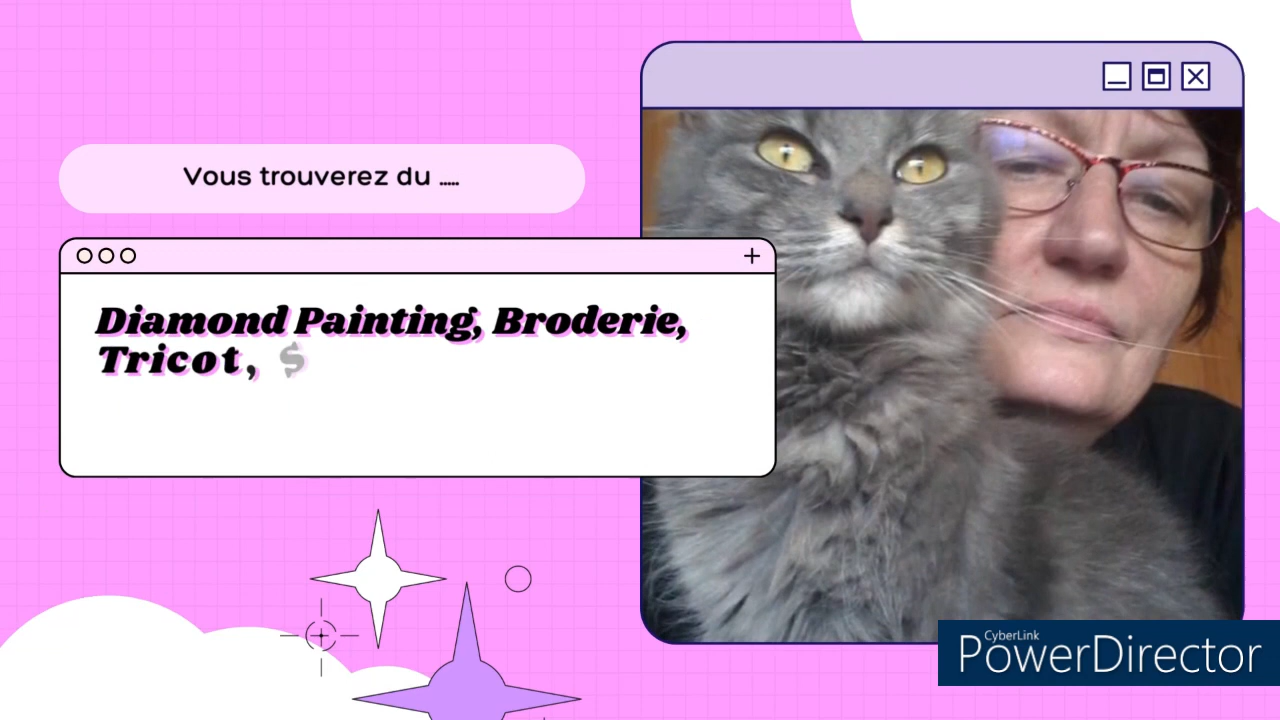 Vous trouverez du .....
Diamond Painting, Broderie,
Tricot, $
CyberLink
PowerDirector